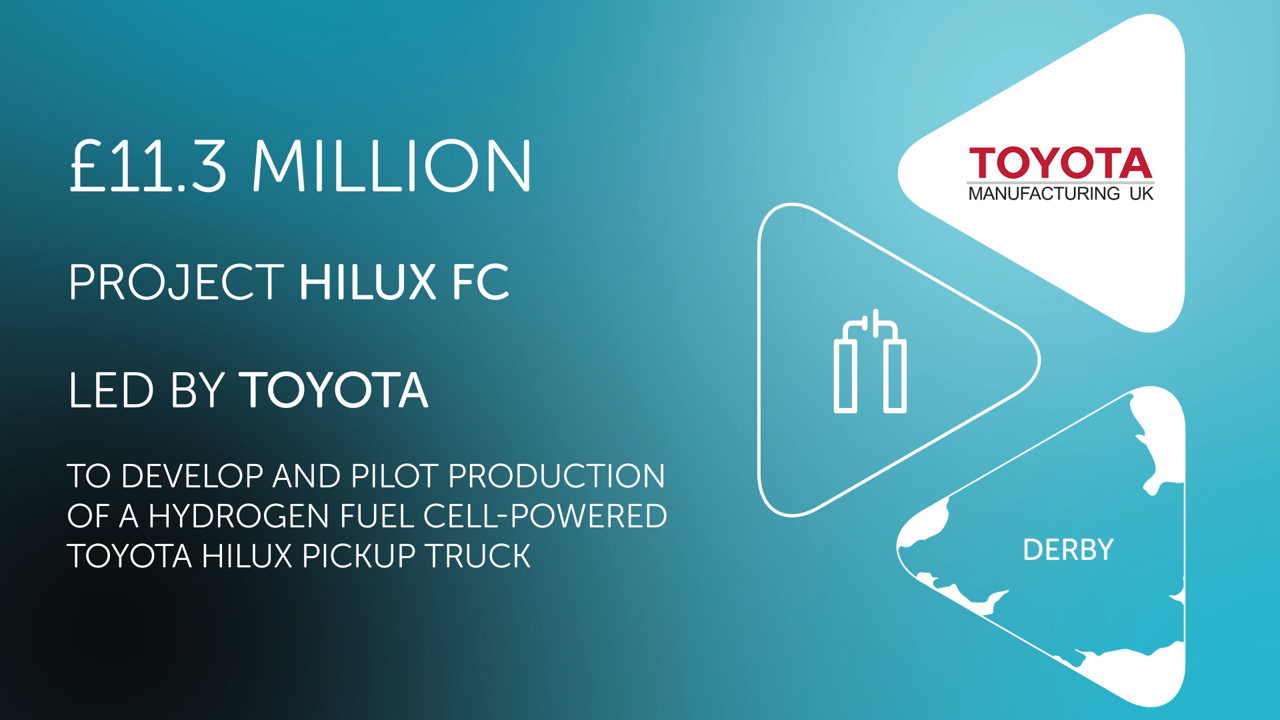 £11.3 MILLION
PROJECT HILUX FC
LED BY TOYOTA
TO DEVELOP AND PILOT PRODUCTION
OF A HYDROGEN FUEL CELL-POWERED
TOYOTA HILUX PICKUP TRUCK
TOYOTA
MANUFACTURING UK
DERBY